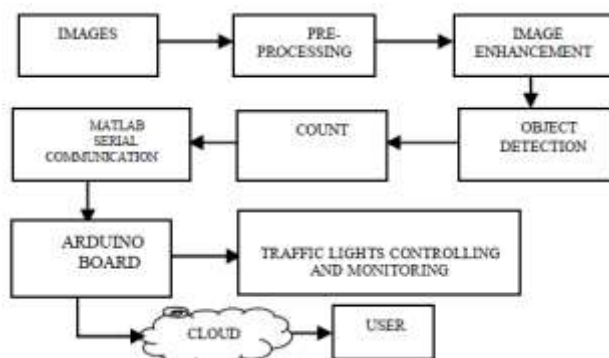 IMAGES
PRE-
PROCESSING
IMAGE
ENHANCEMENT
MATLAB
SERIAL
COMMUNICATION
COUNT
OBJECT
DETECTION
ARDUINO
BOARD
TRAFFIC LIGHTS CONTROLLING
AND MONITORING
CLOUD
USER